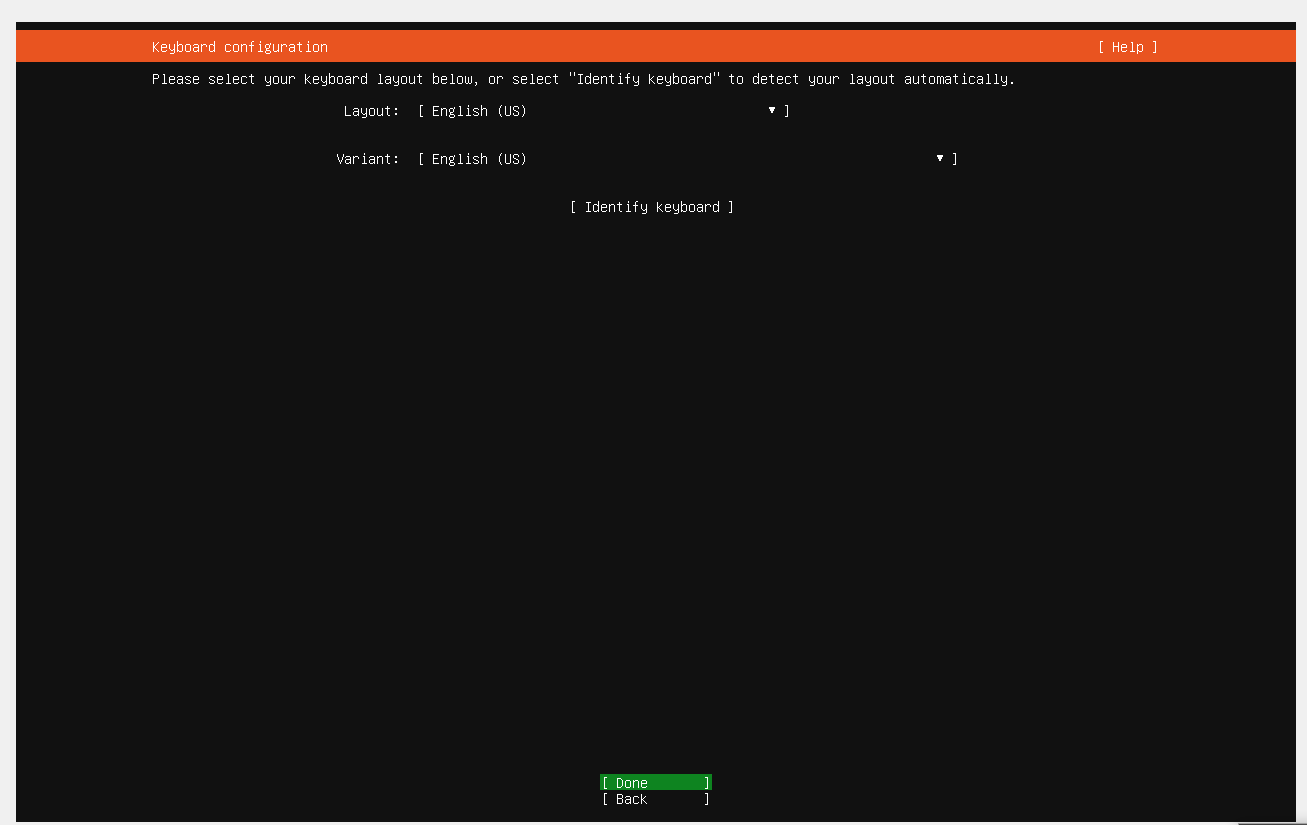 Keyboard configuration [ Help ]
Please select your keyboard layout below, or select "Identify keyboard" to detect your layout automatically.
Layout: [ English (US) ▾ ]
Variant: [ English (US) ▾ ]
[ Identify keyboard ]
[ Done ]
[ Back ]